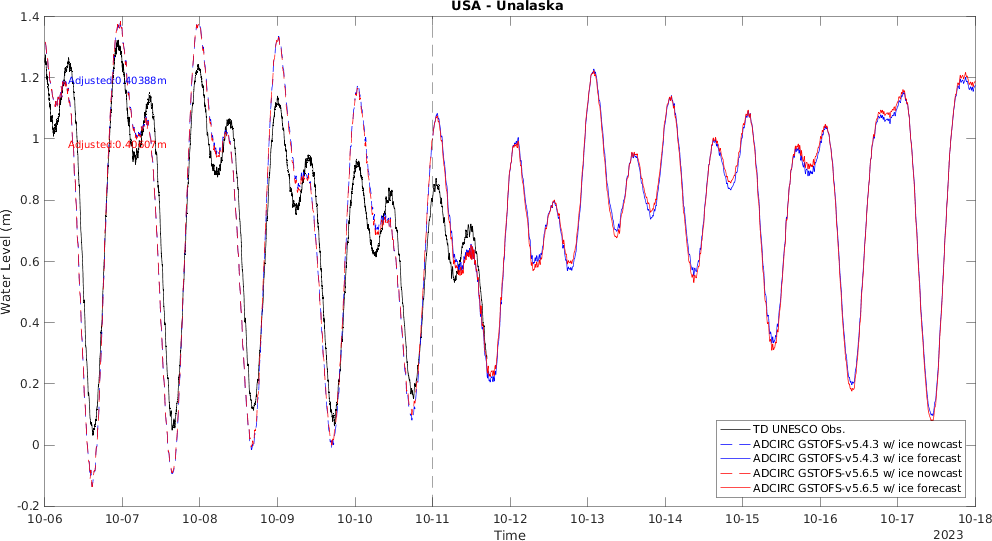 USA - Unalaska
1.4
1.2
1
0.8
0.6
0.4
0.2
0
-0.2
Water Level (m)
Adjusted:0.40388m
Adjusted:0.40607m
TD UNESCO Obs.
ADCIRC GSTOFS-v5.4.3 w/ ice nowcast
ADCIRC GSTOFS-v5.4.3 w/ ice forecast
ADCIRC GSTOFS-v5.6.5 w/ ice nowcast
ADCIRC GSTOFS-v5.6.5 w/ ice forecast
10-06 10-07 10-08 10-09 10-10 10-11 10-12 10-13 10-14 10-15 10-16 10-17 10-18
Time
2023